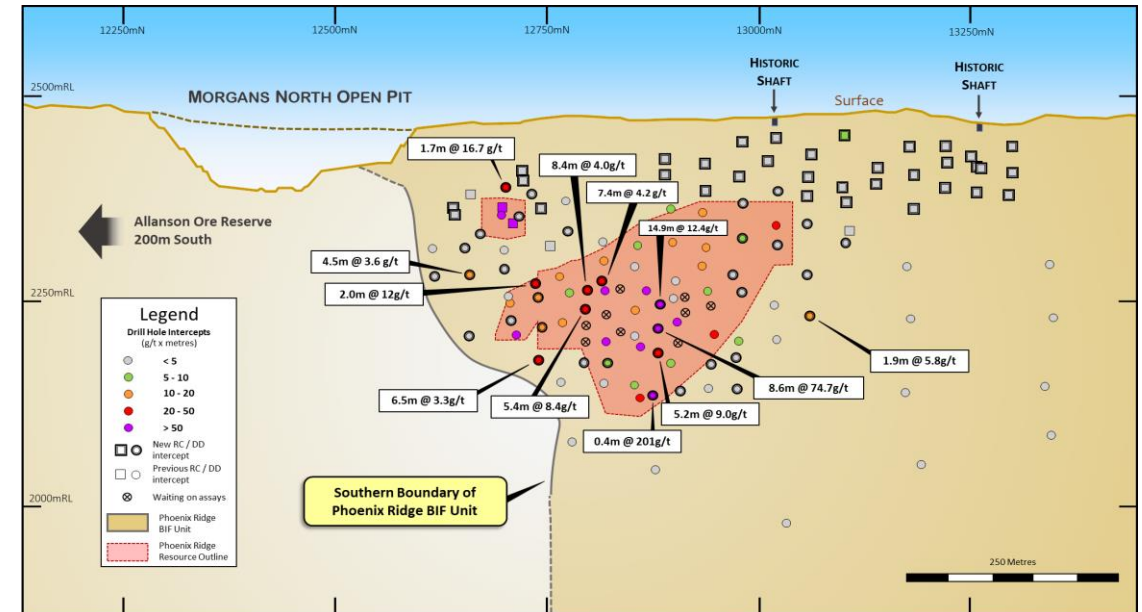 12250mN
12500mN
12750mN
13000mN
13250mN
HISTORIC
SHAFT
HISTORIC
SHAFT
2500mRL
MORGANS NORTH OPEN PIT
Surface
1.7m @ 16.7 g/t
8.4m @ 4.0g/t
7.4m @ 4.2 g/t
14.9m @ 12.4g/t
Allanson Ore Reserve
200m South
4.5m @ 3.6 g/t
2.0m @ 12g/t
2250mRL
Legend
Drill Hole Intercepts
(g/t x metres)
< 5
5 - 10
10 - 20
20 - 50
> 50
New RC / DD
intercept
Previous RC / DD
intercept
Waiting on assays
Phoenix Ridge
BIF Unit
Phoenix Ridge
Resource Outline
1.9m @ 5.8g/t
8.6m @ 74.7g/t
6.5m @ 3.3g/t
5.4m @ 8.4g/t
5.2m @ 9.0g/t
0.4m @ 201g/t
2000mRL
Southern Boundary of
Phoenix Ridge BIF Unit
250 Metres